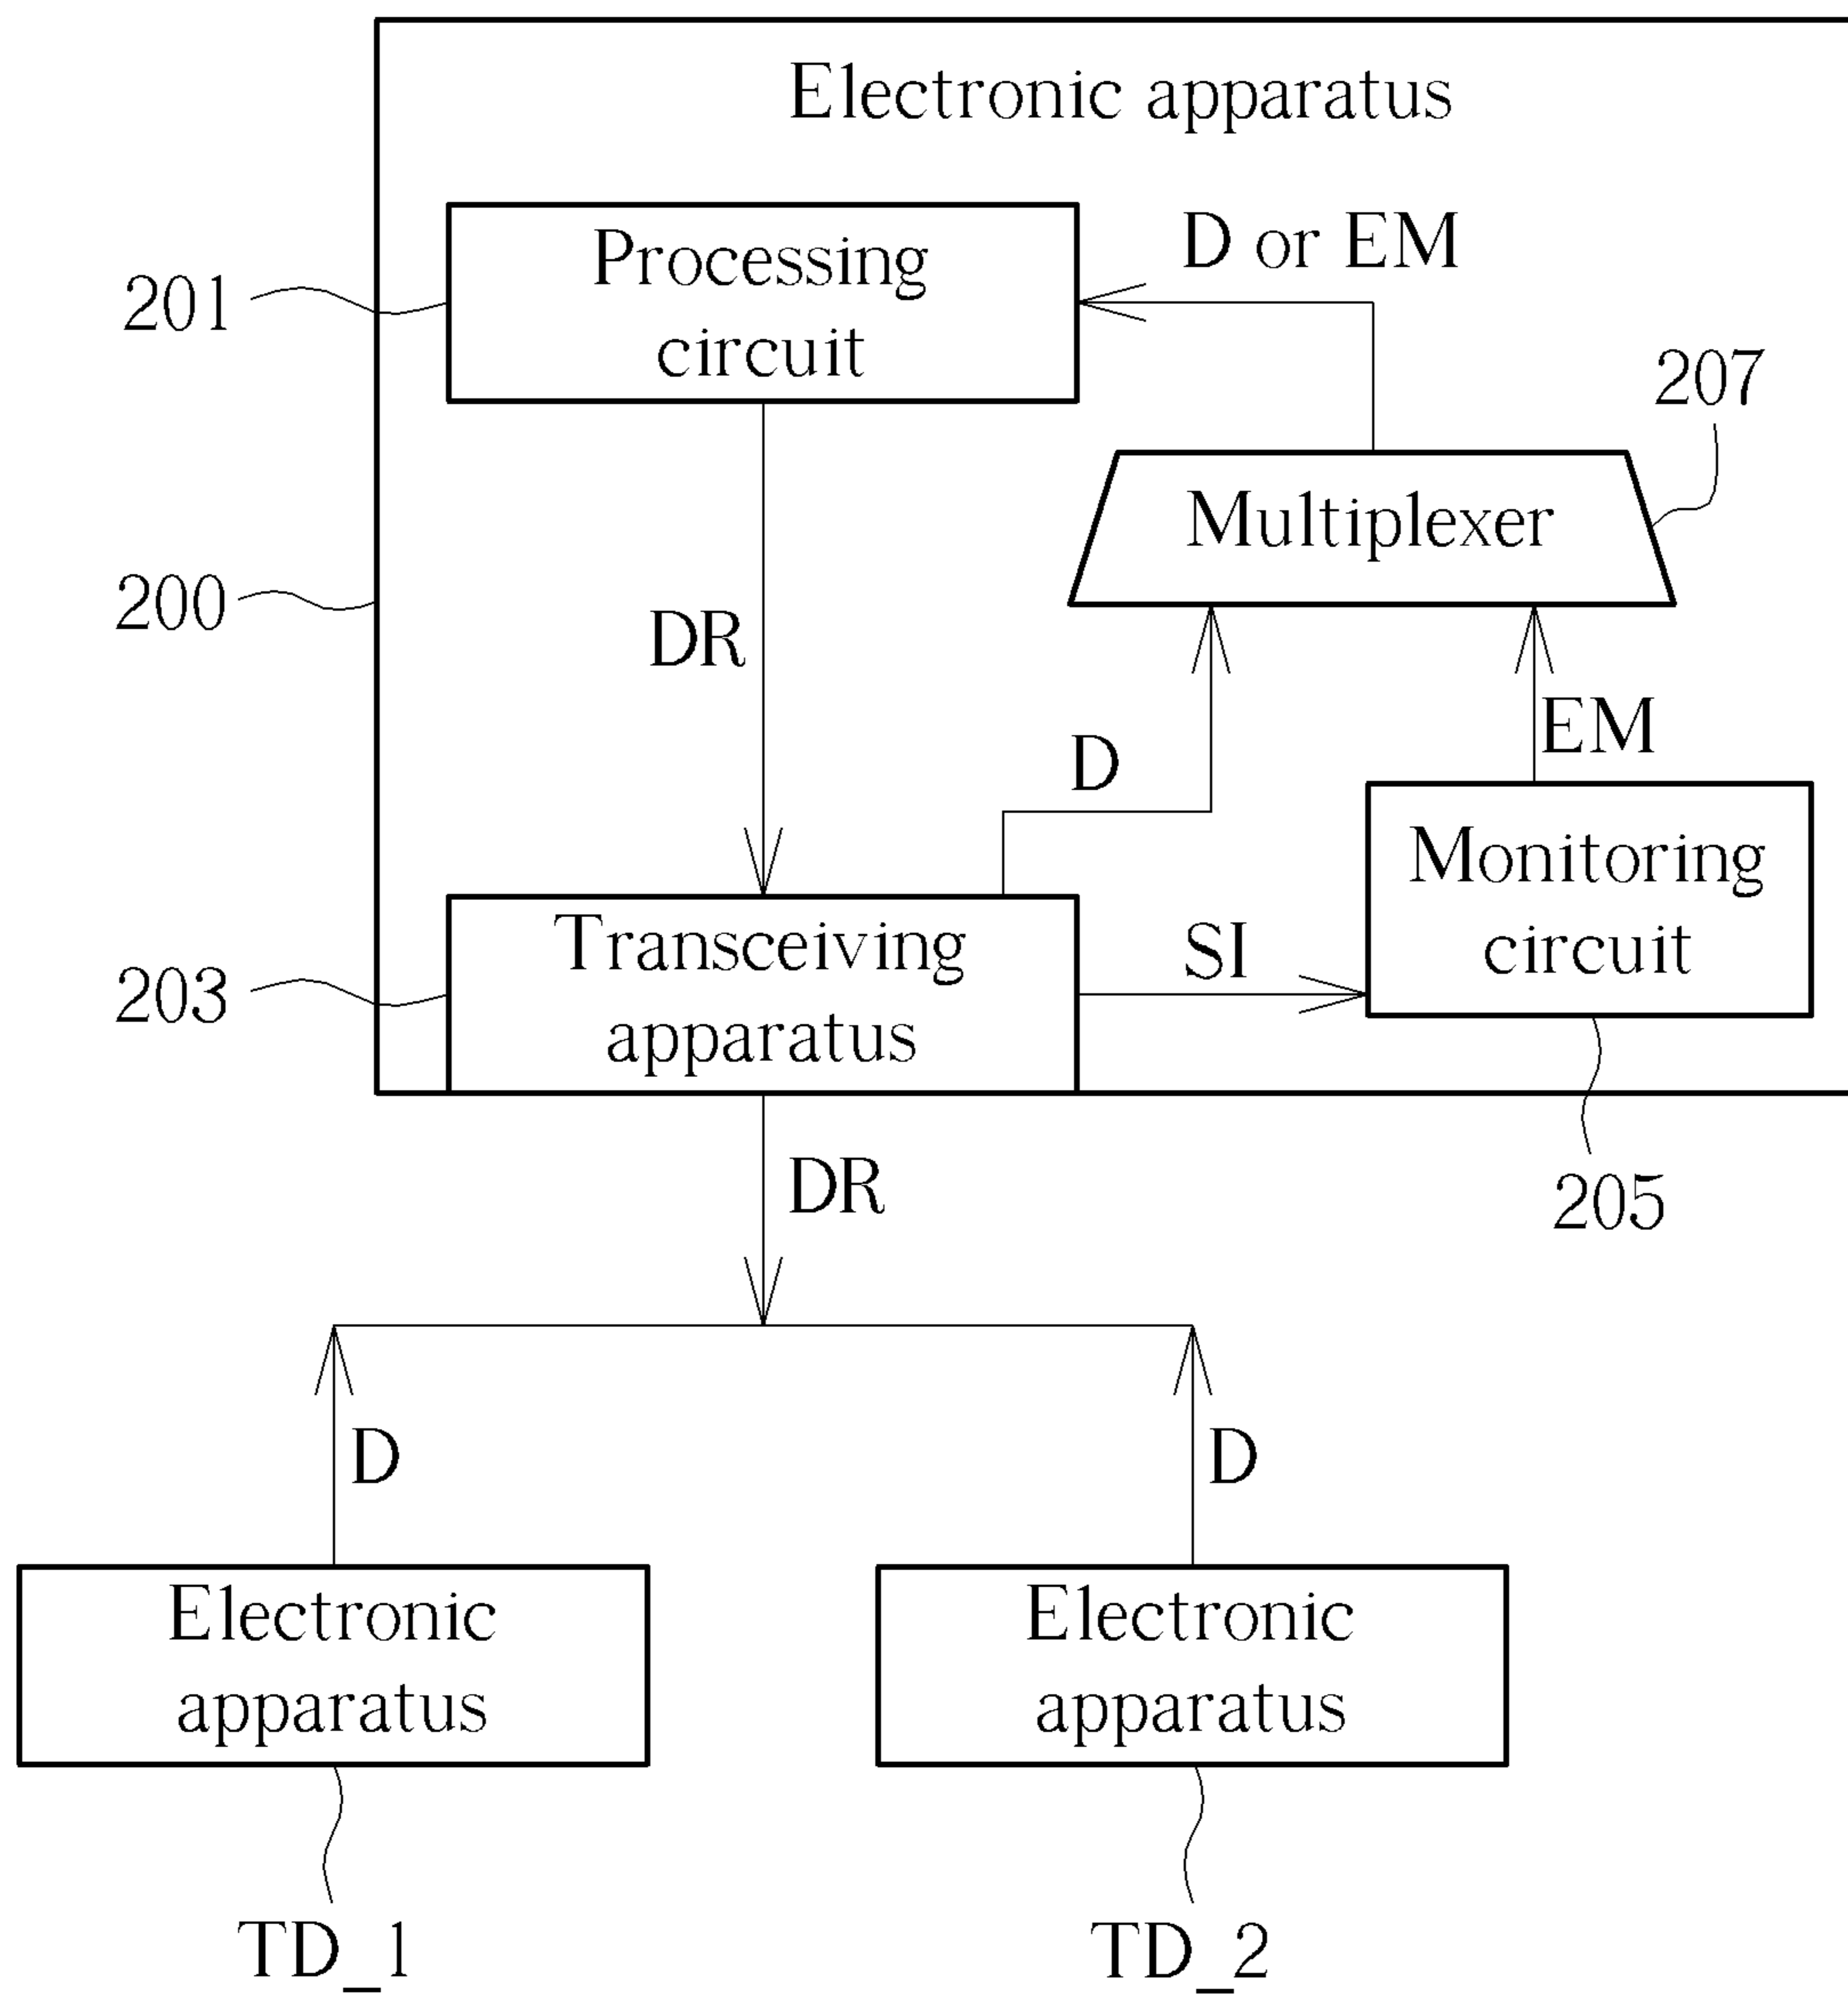 Electronic apparatus
Processing
circuit
D or EM
201
207
Multiplexer
200
DR
EM
D
Monitoring
circuit
Transceiving
apparatus
SI
203
DR
205
D
D
Electronic
apparatus
Electronic
apparatus
TD_1
TD_2